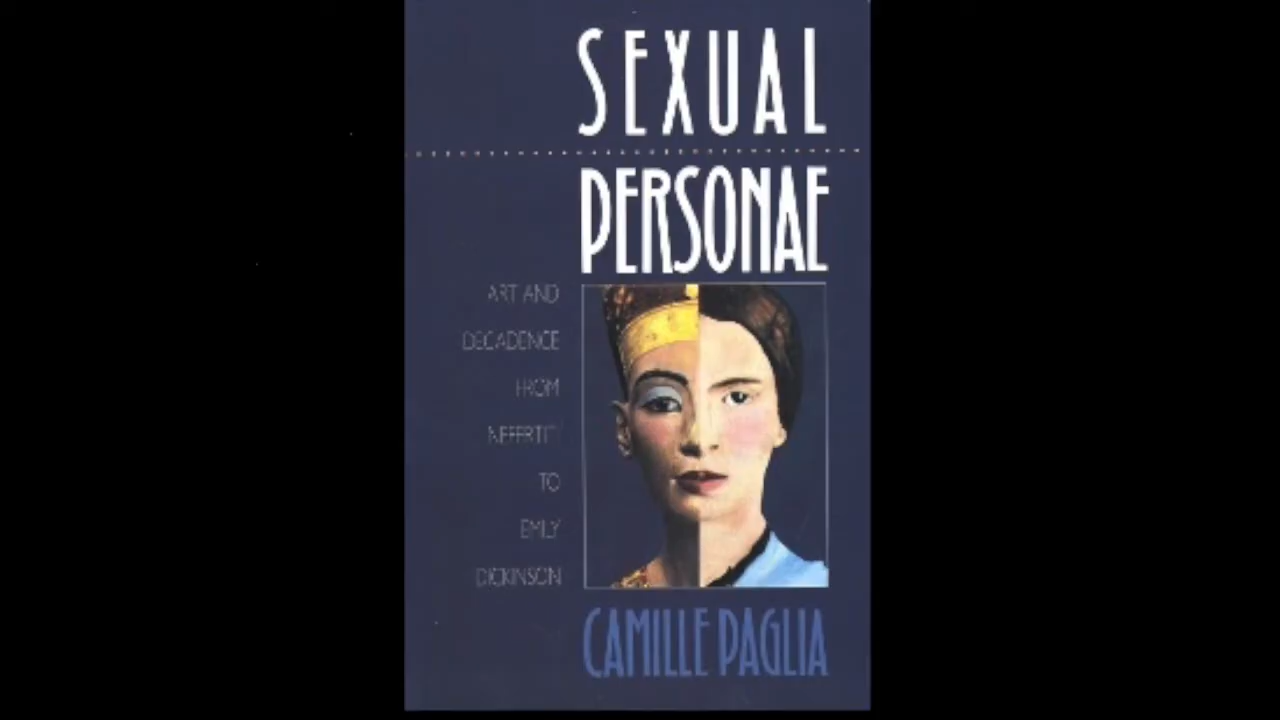 SEXUAL
PERSONAE
ART AND
DECADENCE
FROM
NEFERTITI
TO
EMILY
DICKINSON
CAMILLE PAGLIA